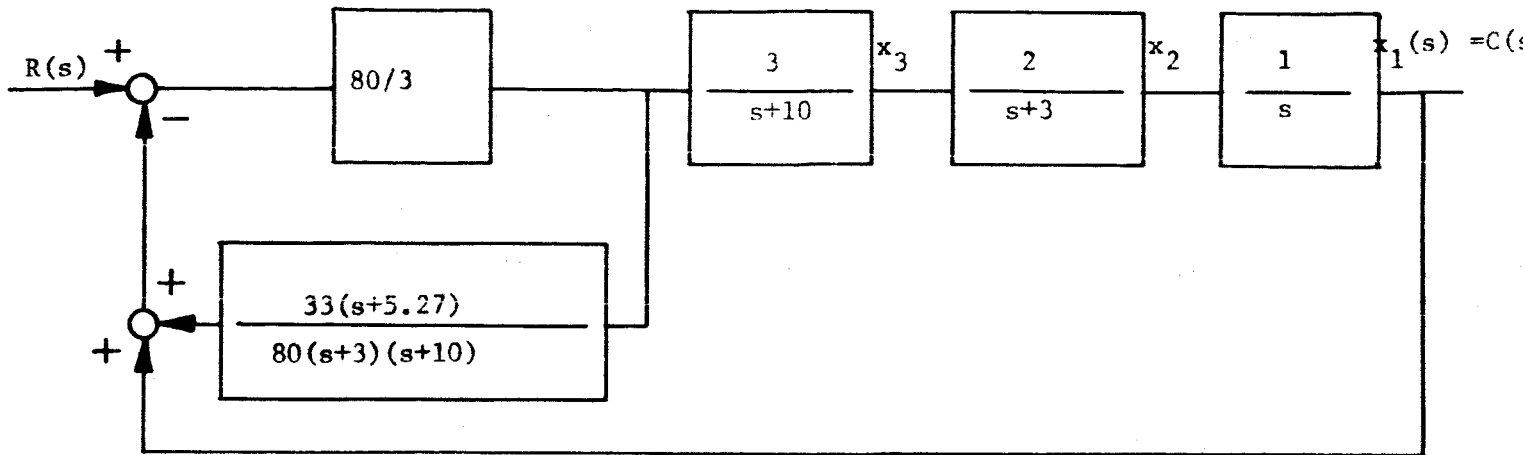 R(s)
+
−
80/3
3
s+10
x3
2
s+3
x2
1
s
x1(s) =C(s
+
+
33(s+5.27)
80(s+3)(s+10)